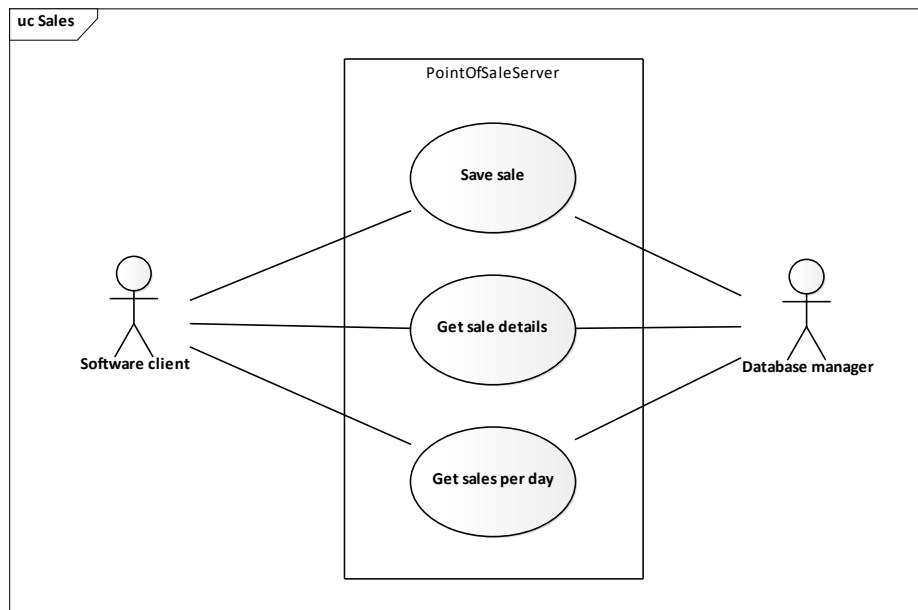 uc Sales
PointOfSaleServer
Save sale
Get sale details
Software client
Database manager
Get sales per day